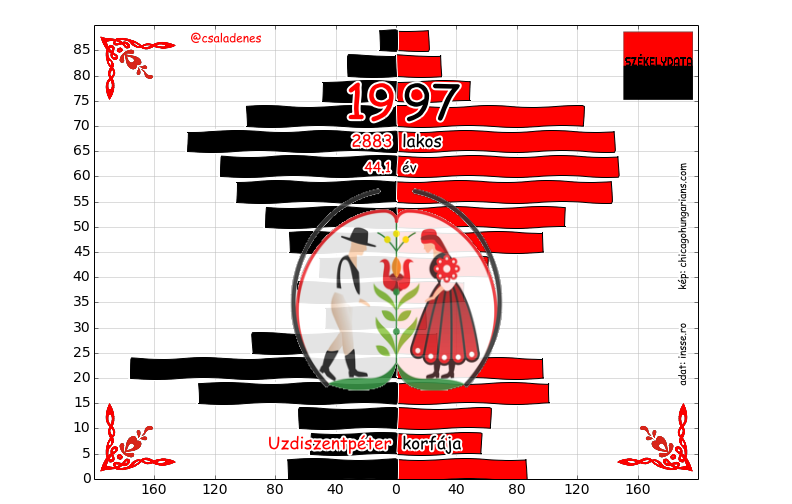 @csaladenes
SZÉKELYDATA
1997
2883 lakos
44.1 év
Uzdiszentpéter korfája
kép: chicagohungarians.com
adat: insse.ro
85
80
75
70
65
60
55
50
45
40
35
30
25
20
15
10
5
0
160 120 80 40 0 40 80 120 160